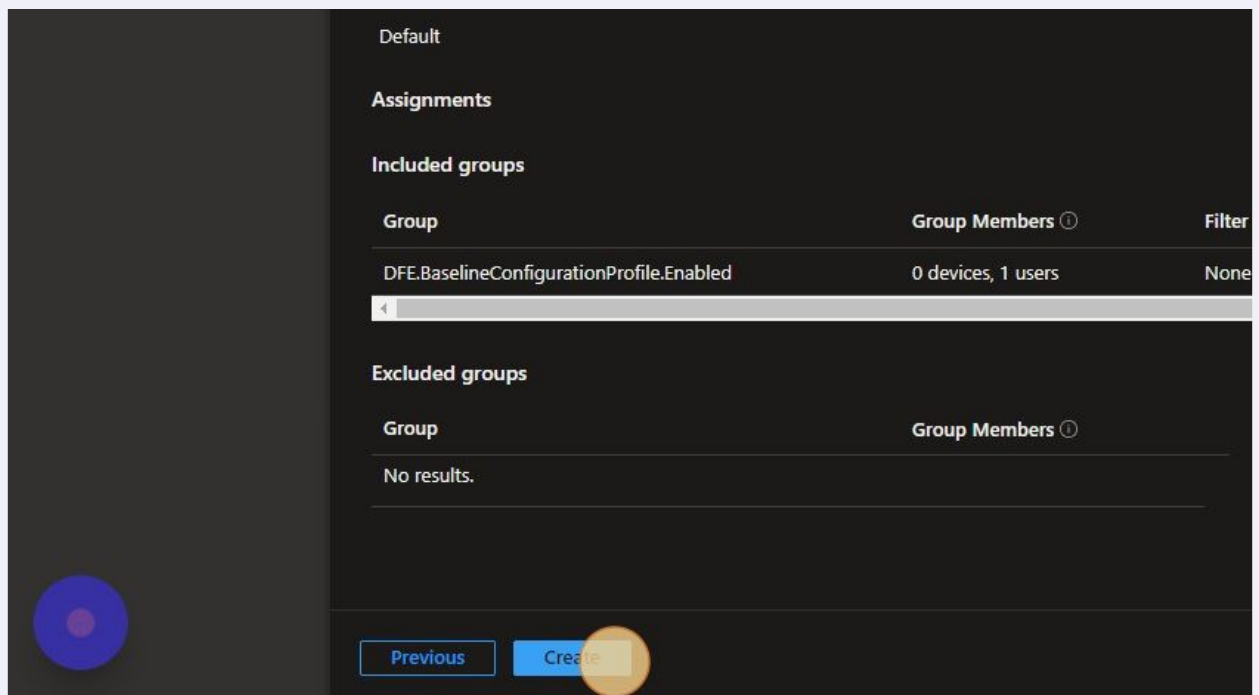 Default
Assignments
Included groups
Group Group Members Filter
DFE.BaselineConfigurationProfile.Enabled 0 devices, 1 users None
Excluded groups
Group Group Members
No results.
Previous Create